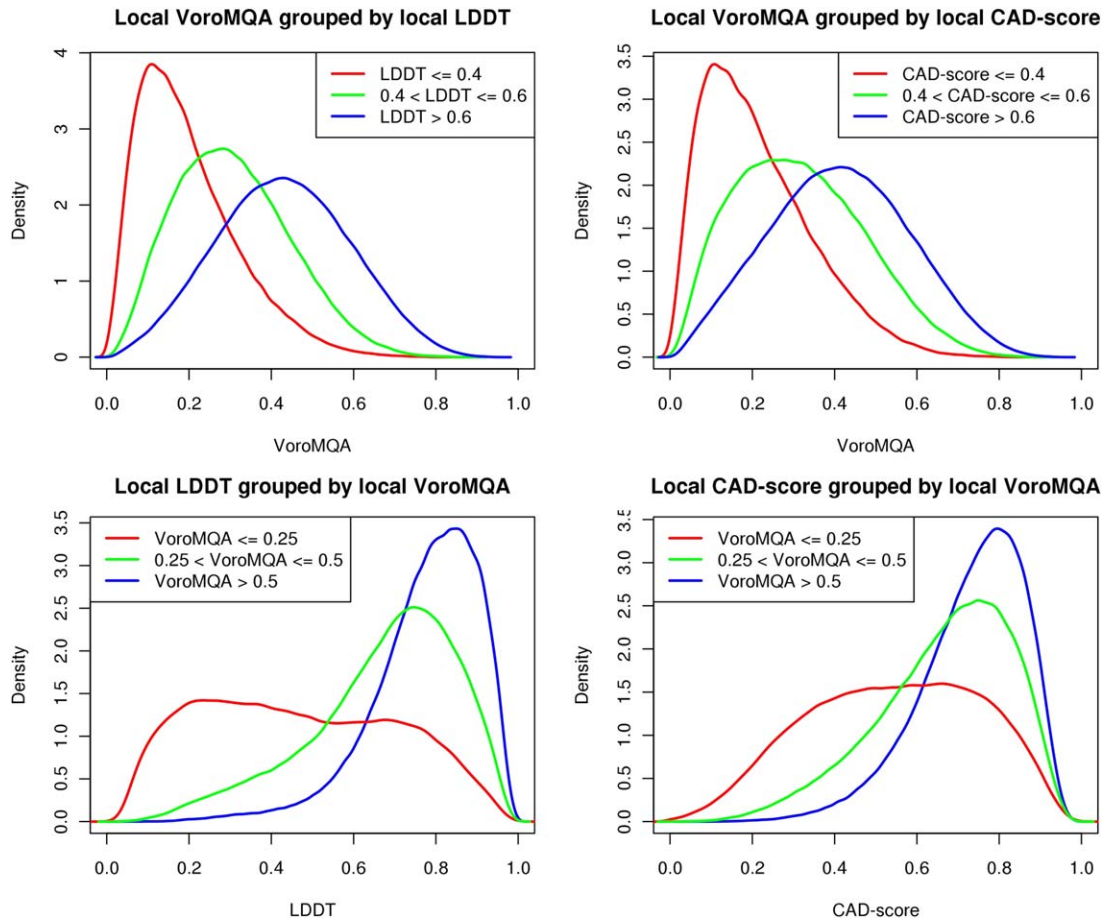 Local VoroMQA grouped by local LDDT
Density
4
3
2
1
0
LDDT <= 0.4
0.4 < LDDT <= 0.6
LDDT > 0.6
0.0 0.2 0.4 0.6 0.8 1.0
VoroMQA
Local VoroMQA grouped by local CAD-score
Density
3.5
3.0
2.5
2.0
1.5
1.0
0.5
0.0
CAD-score <= 0.4
0.4 < CAD-score <= 0.6
CAD-score > 0.6
0.0 0.2 0.4 0.6 0.8 1.0
VoroMQA
Local LDDT grouped by local VoroMQA
Density
3.5
3.0
2.5
2.0
1.5
1.0
0.5
0.0
VoroMQA <= 0.25
0.25 < VoroMQA <= 0.5
VoroMQA > 0.5
0.0 0.2 0.4 0.6 0.8 1.0
LDDT
Local CAD-score grouped by local VoroMQA
Density
3.5
3.0
2.5
2.0
1.5
1.0
0.5
0.0
VoroMQA <= 0.25
0.25 < VoroMQA <= 0.5
VoroMQA > 0.5
0.0 0.2 0.4 0.6 0.8 1.0
CAD-score